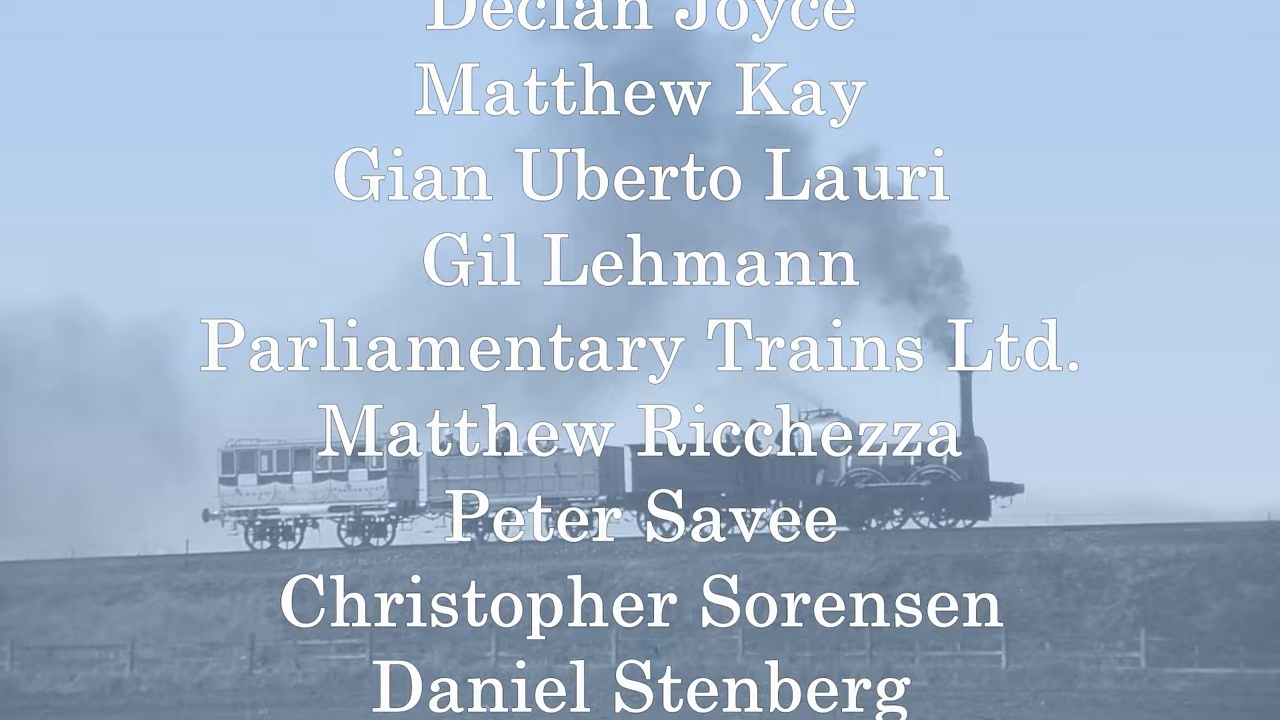 Declan Joyce
Matthew Kay
Gian Uberto Lauri
Gil Lehmann
Parliamentary Trains Ltd.
Matthew Ricchezza
Peter Savee
Christopher Sorensen
Daniel Stenberg